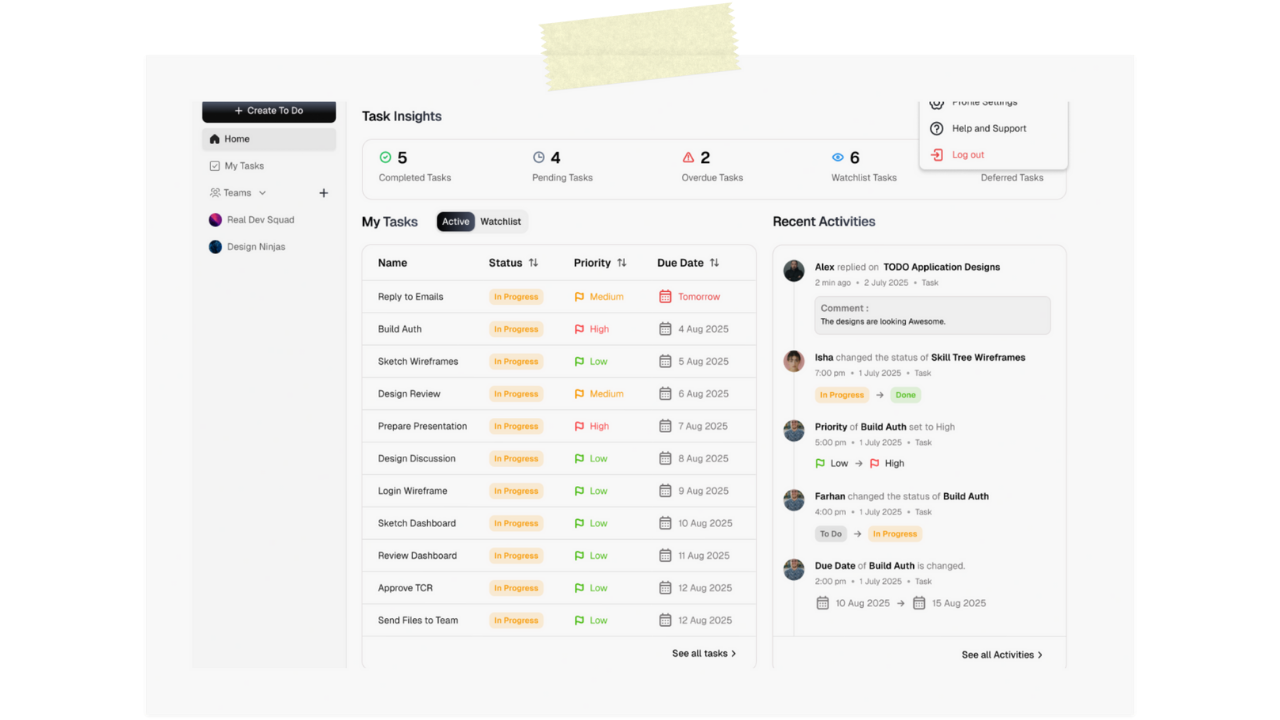 Create To Do
Home
My Tasks
Teams
Real Dev Squad
Design Ninjas
Task Insights
5
Completed Tasks
4
Pending Tasks
2
Overdue Tasks
6
Watchlist Tasks
Deferred Tasks
Profile Settings
Help and Support
Log out
My Tasks Active Watchlist
Name Status Priority Due Date
Reply to Emails In Progress Medium Tomorrow
Build Auth In Progress High 4 Aug 2025
Sketch Wireframes In Progress Low 5 Aug 2025
Design Review In Progress Medium 6 Aug 2025
Prepare Presentation In Progress High 7 Aug 2025
Design Discussion In Progress Low 8 Aug 2025
Login Wireframe In Progress Low 9 Aug 2025
Sketch Dashboard In Progress Low 10 Aug 2025
Review Dashboard In Progress Low 11 Aug 2025
Approve TCR In Progress Low 12 Aug 2025
Send Files to Team In Progress Low 12 Aug 2025
See all tasks
Recent Activities
Alex replied on TODO Application Designs
2 min ago • 2 July 2025 • Task
Comment :
The designs are looking Awesome.
Isha changed the status of Skill Tree Wireframes
7:00 pm • 1 July 2025 • Task
In Progress → Done
Priority of Build Auth set to High
5:00 pm • 1 July 2025 • Task
Low → High
Farhan changed the status of Build Auth
4:00 pm • 1 July 2025 • Task
To Do → In Progress
Due Date of Build Auth is changed.
2:00 pm • 1 July 2025 • Task
10 Aug 2025 → 15 Aug 2025
See all Activities